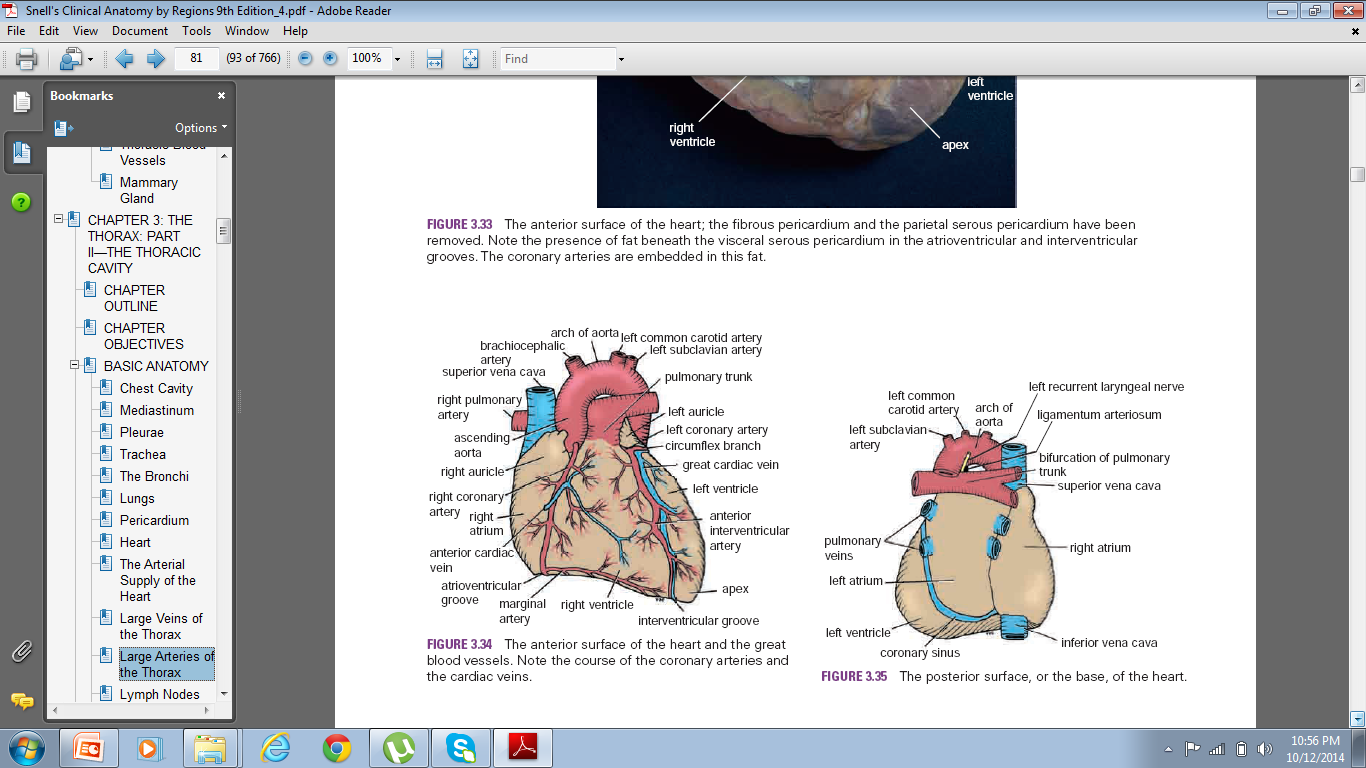 Snell's Clinical Anatomy by Regions 9th Edition_4.pdf - Adobe Reader
File Edit View Document Tools Window Help
81 (93 of 766) 100% Find
Bookmarks
Options
Vessels
Mammary
Gland
CHAPTER 3: THE
THORAX: PART
II—THE THORACIC
CAVITY
CHAPTER
OUTLINE
CHAPTER
OBJECTIVES
BASIC ANATOMY
Chest Cavity
Mediastinum
Pleurae
Trachea
The Bronchi
Lungs
Pericardium
Heart
The Arterial
Supply of the
Heart
Large Veins of
the Thorax
Large Arteries of
the Thorax
Lymph Nodes
left
ventricle
right
ventricle
apex
FIGURE 3.33 The anterior surface of the heart; the fibrous pericardium and the parietal serous pericardium have been
removed. Note the presence of fat beneath the visceral serous pericardium in the atrioventricular and interventricular
grooves. The coronary arteries are embedded in this fat.
arch of aorta
left common carotid artery
brachiocephalic
artery
left subclavian artery
superior vena cava
pulmonary trunk
right pulmonary
artery
left auricle
left coronary artery
ascending
aorta
circumflex branch
right auricle
great cardiac vein
left ventricle
right coronary
artery
right
atrium
anterior
interventricular
artery
anterior cardiac
vein
atrioventricular
groove
apex
marginal
artery
right ventricle
interventricular groove
FIGURE 3.34 The anterior surface of the heart and the great
blood vessels. Note the course of the coronary arteries and
the cardiac veins.
left recurrent laryngeal nerve
left common
carotid artery
arch of
aorta
ligamentum arteriosum
left subclavian
artery
bifurcation of pulmonary
trunk
superior vena cava
pulmonary
veins
right atrium
left atrium
left ventricle
inferior vena cava
coronary sinus
FIGURE 3.35 The posterior surface, or the base, of the heart.
10:56 PM
10/12/2014